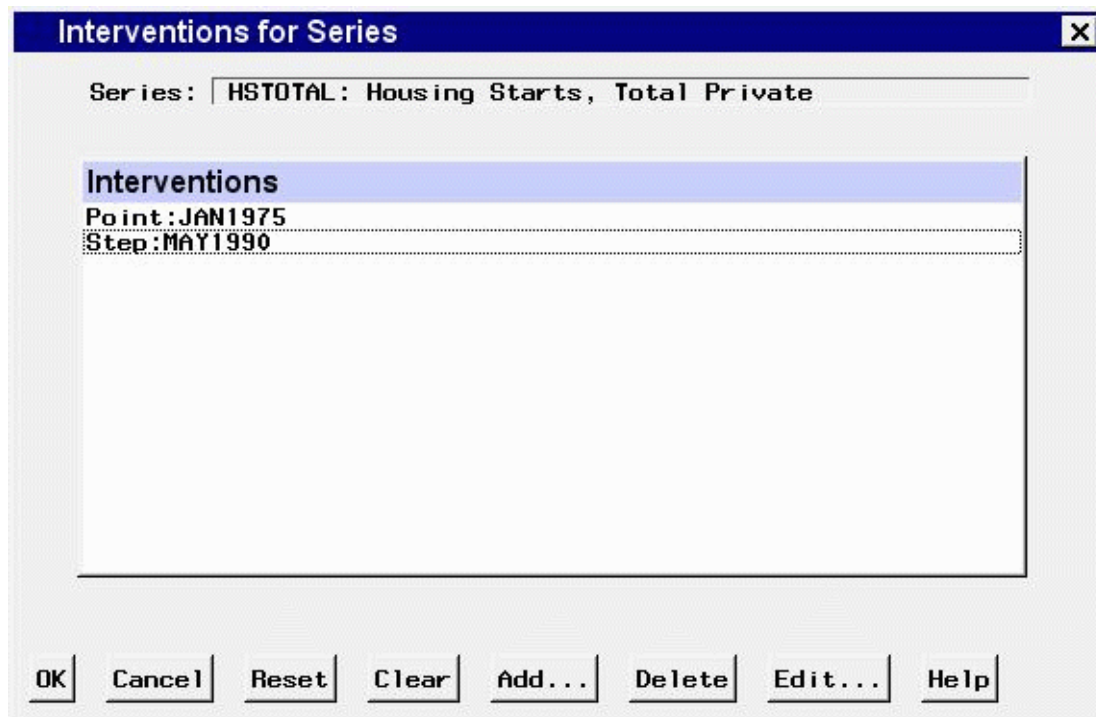 Interventions for Series
Series: HSTOTAL: Housing Starts, Total Private
Interventions
Point:JAN1975
Step:MAY1990
OK Cancel Reset Clear Add... Delete Edit... Help